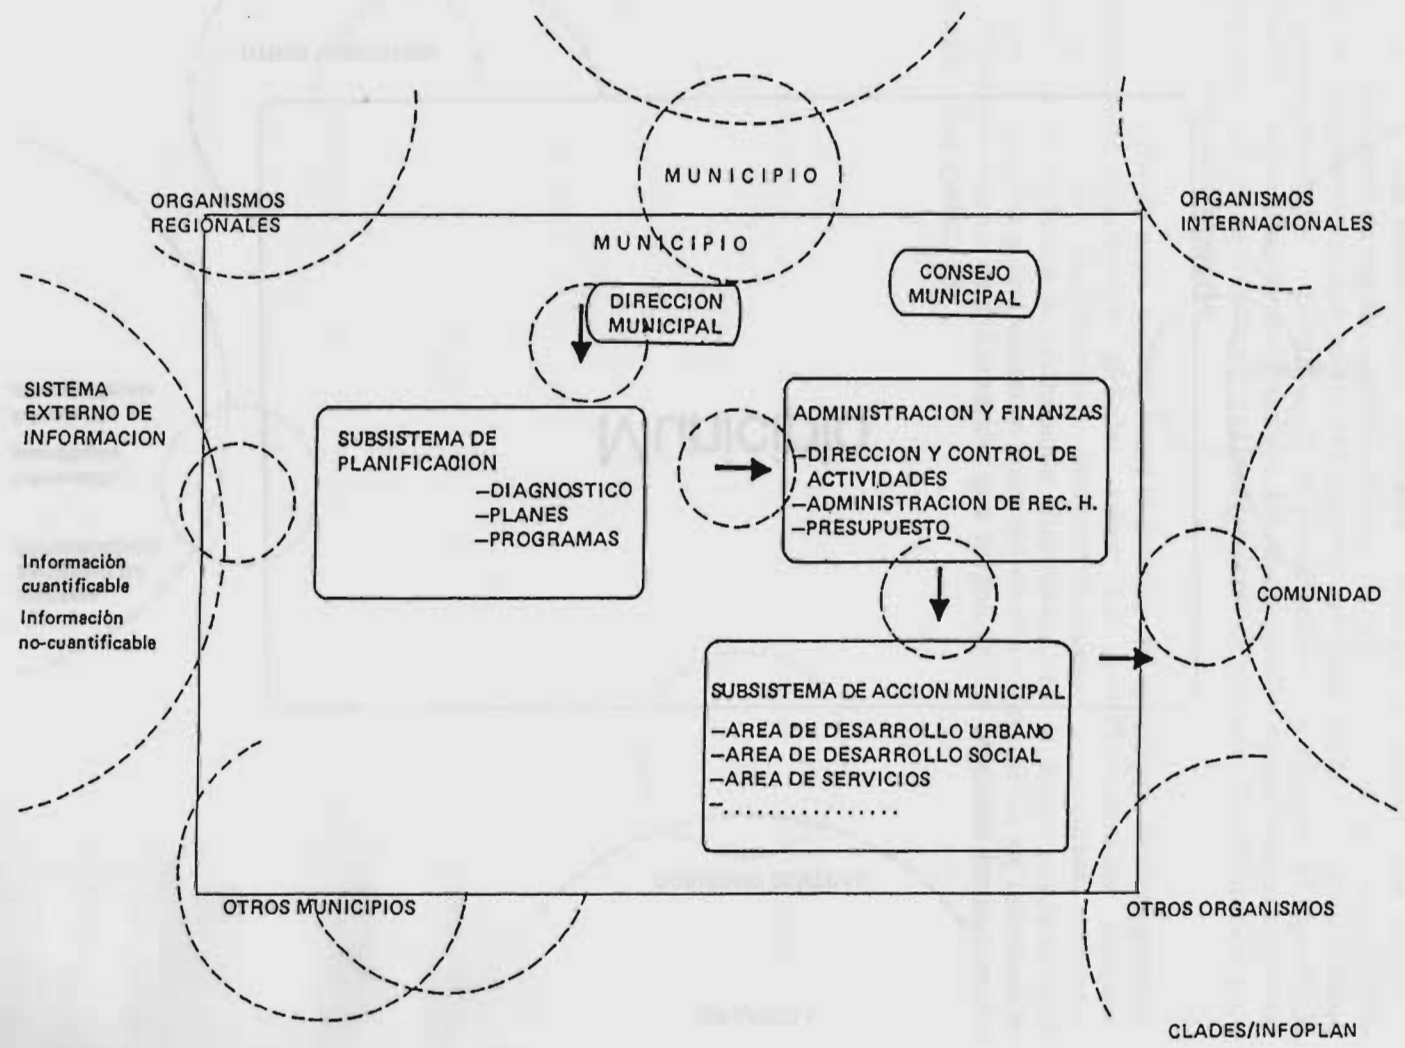 MUNICIPIO
ORGANISMOS
REGIONALES
ORGANISMOS
INTERNACIONALES
MUNICIPIO
CONSEJO
MUNICIPAL
DIRECCION
MUNICIPAL
SISTEMA
EXTERNO DE
INFORMACION
SUBSISTEMA DE
PLANIFICACION
—DIAGNOSTICO
—PLANES
—PROGRAMAS
ADMINISTRACION Y FINANZAS
—DIRECCION Y CONTROL DE
ACTIVIDADES
—ADMINISTRACION DE REC. H.
—PRESUPUESTO
Información
cuantificable
Información
no-cuantificable
COMUNIDAD
SUBSISTEMA DE ACCION MUNICIPAL
—AREA DE DESARROLLO URBANO
—AREA DE DESARROLLO SOCIAL
—AREA DE SERVICIOS
— . . . . . . . . . . . . . . . .
OTROS MUNICIPIOS
OTROS ORGANISMOS
CLADES/INFOPLAN